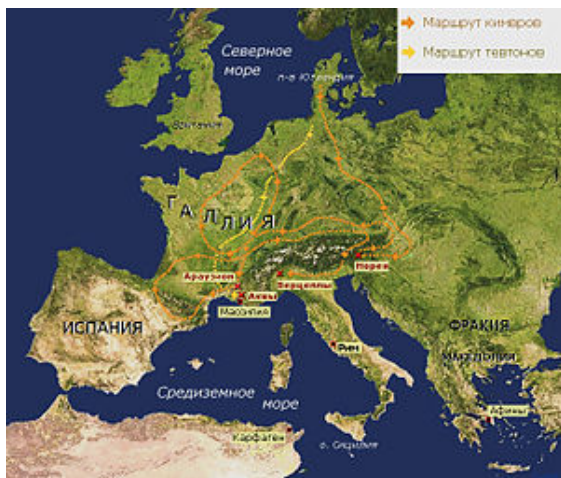 Маршрут кимвров
Маршрут тевтонов
Северное
море
п-в Ютландия
Британия
ГАЛЛИЯ
Араузион
Аквы
Массилия
Верцеллы
Норея
ИСПАНИЯ
ФРАКИЯ
МАКЕДОНИЯ
Рим
Средиземное
море
Афины
Карфаген
о. Сицилия